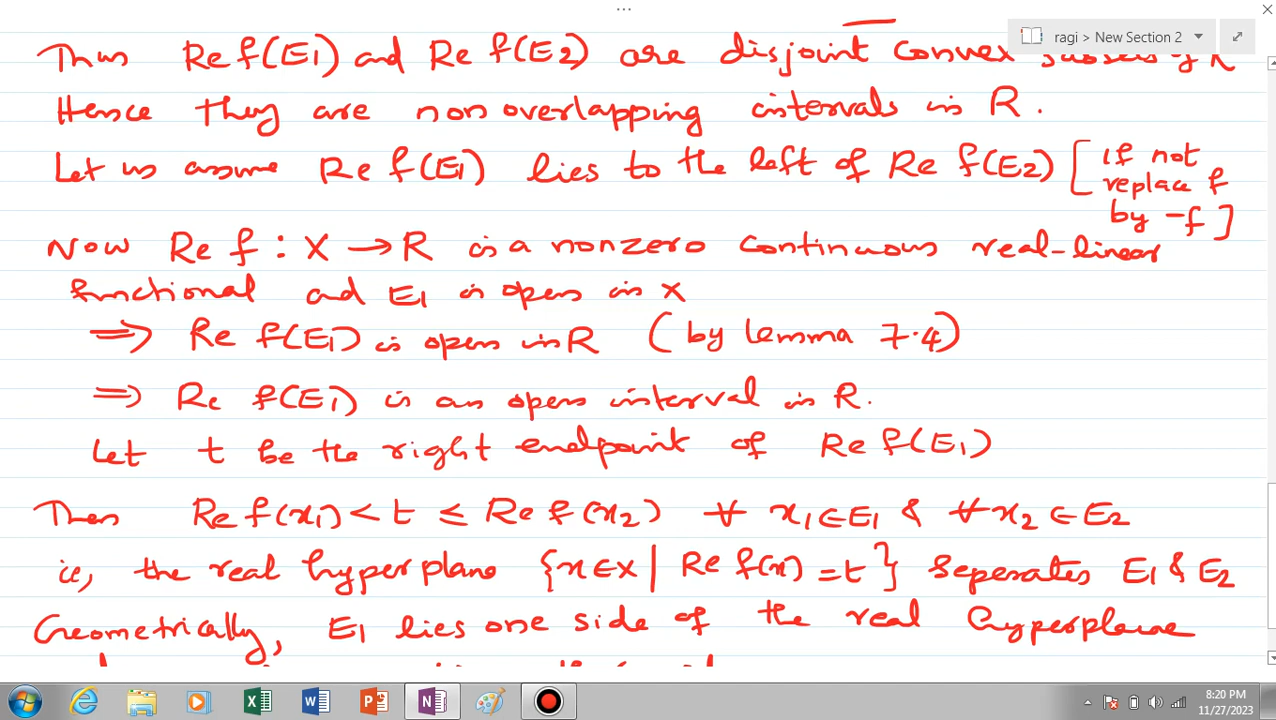 ragi > New Section 2
Thus Re f(E1) and Re f(E2) are disjoint convex subsets of R
Hence they are non overlapping intervals in R.
Let us assume Re f(E1) lies to the left of Re f(E2) [if not
replace f
by -f]
Now Re f : X → R is a nonzero continuous real-linear
functional and E1 is open in X
⇒ Re f(E1) is open in R (by lemma 7.4)
⇒ Re f(E1) is an open interval in R.
Let t be the right endpoint of Re f(E1)
Then Re f(x1) < t ≤ Re f(x2) ∀ x1 ∈ E1 & ∀ x2 ∈ E2
ie, the real hyperplane {x ∈ X | Re f(x) = t} seperates E1 & E2
Geometrically, E1 lies one side of the real hyperplane
8:20 PM
11/27/2023